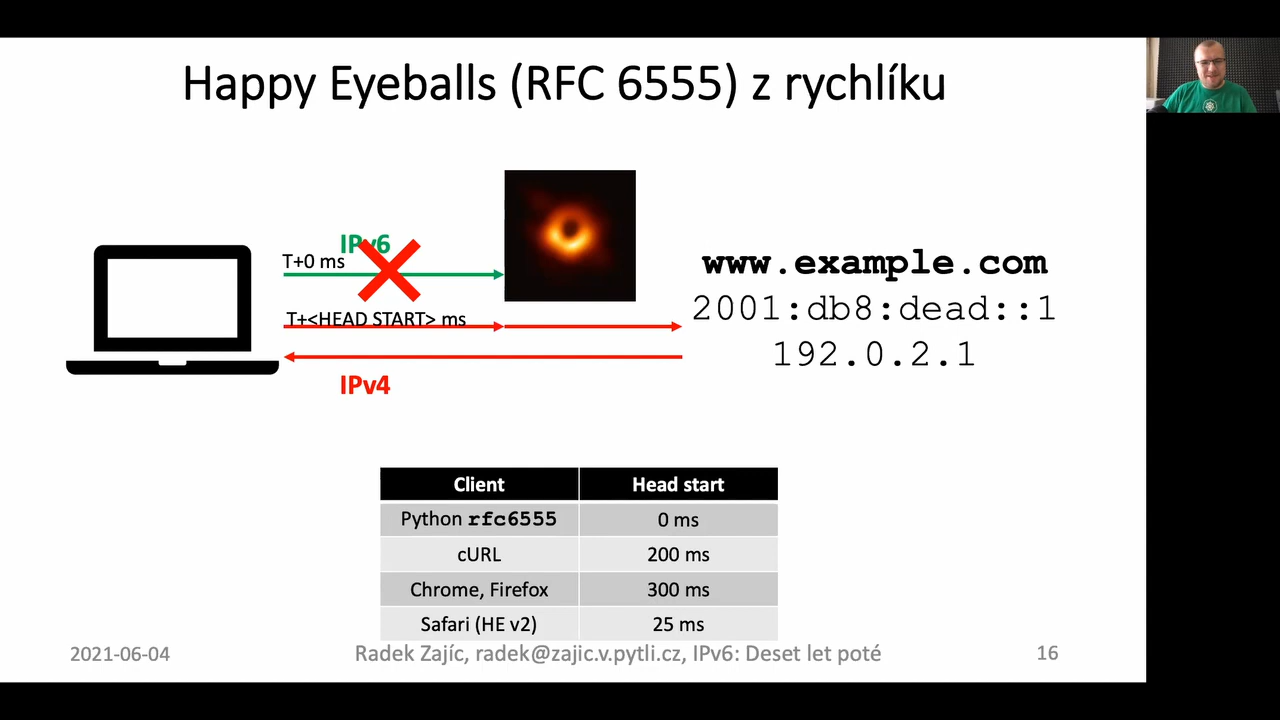 Happy Eyeballs (RFC 6555) z rychlíku
IPv6
T+0 ms
T+<HEAD START> ms
IPv4
www.example.com
2001:db8:dead::1
192.0.2.1
Client Head start
Python rfc6555 0 ms
cURL 200 ms
Chrome, Firefox 300 ms
Safari (HE v2) 25 ms
2021-06-04 Radek Zajíc, radek@zajic.v.pytli.cz, IPv6: Deset let poté 16